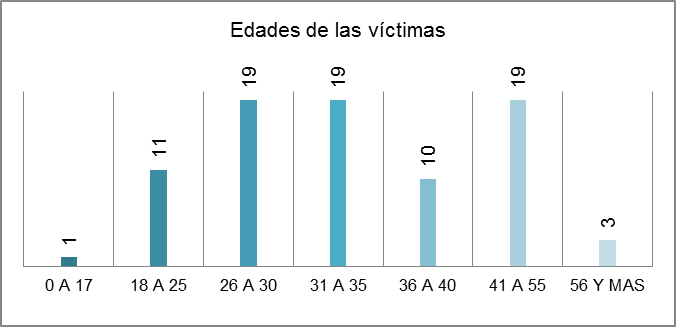 Edades de las víctimas
1
11
19
19
10
19
3
0 A 17
18 A 25
26 A 30
31 A 35
36 A 40
41 A 55
56 Y MAS